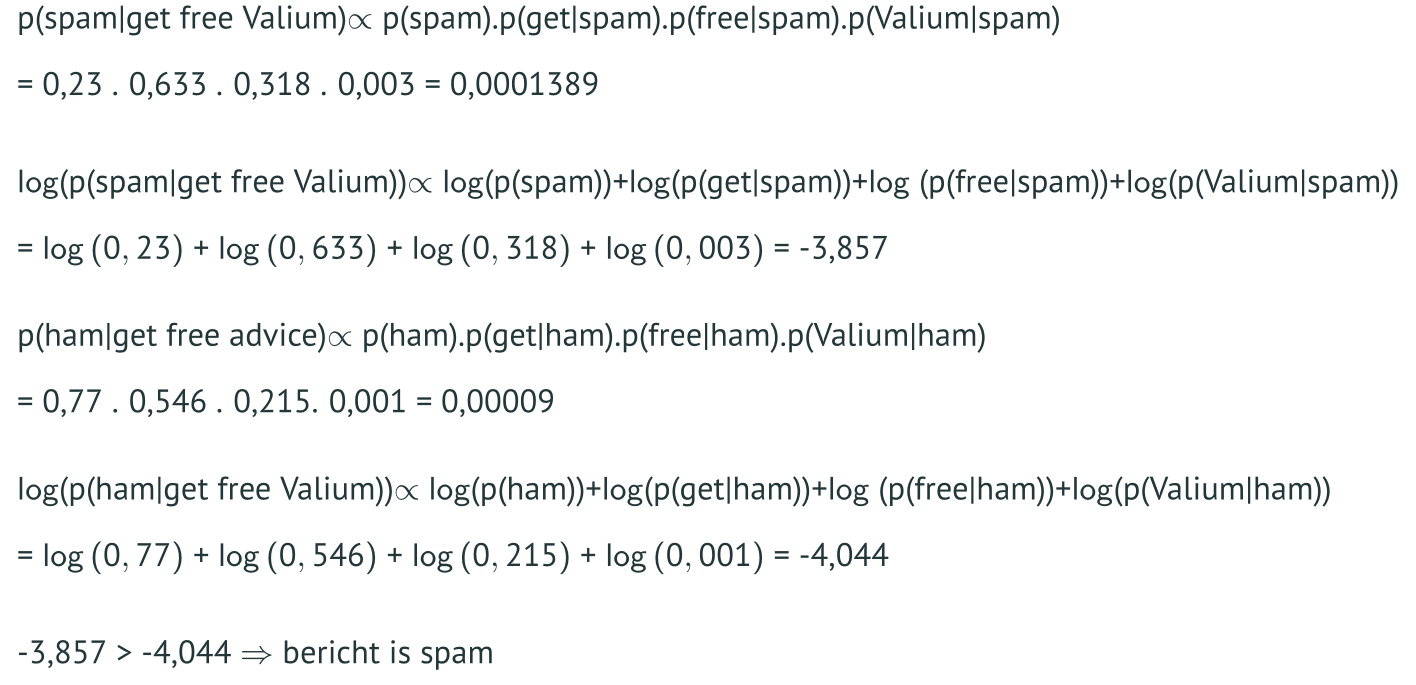 p(spam|get free Valium)∝ p(spam).p(get|spam).p(free|spam).p(Valium|spam)
= 0,23 . 0,633 . 0,318 . 0,003 = 0,0001389
log(p(spam|get free Valium))∝ log(p(spam))+log(p(get|spam))+log (p(free|spam))+log(p(Valium|spam))
= log (0, 23) + log (0, 633) + log (0, 318) + log (0, 003) = -3,857
p(ham|get free advice)∝ p(ham).p(get|ham).p(free|ham).p(Valium|ham)
= 0,77 . 0,546 . 0,215. 0,001 = 0,00009
log(p(ham|get free Valium))∝ log(p(ham))+log(p(get|ham))+log (p(free|ham))+log(p(Valium|ham))
= log (0, 77) + log (0, 546) + log (0, 215) + log (0, 001) = -4,044
-3,857 > -4,044 ⇒ bericht is spam